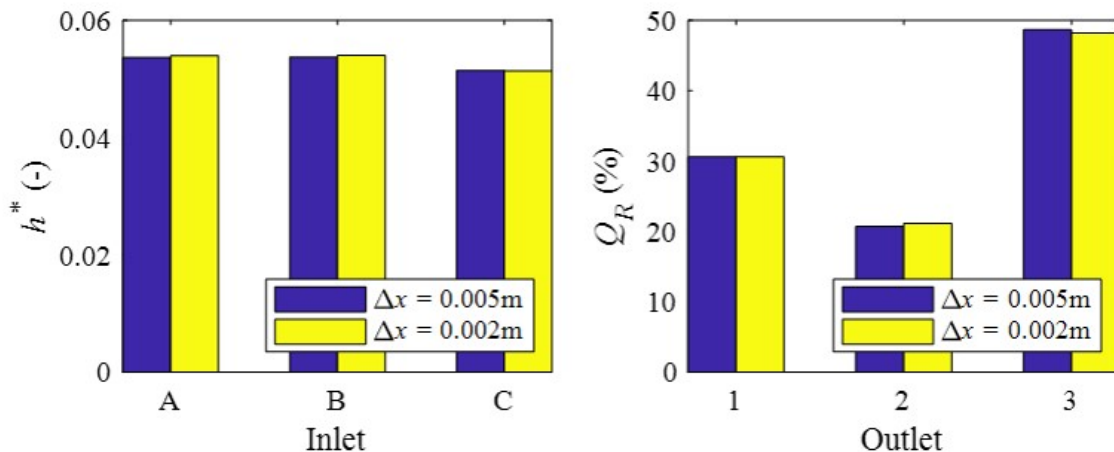 0.06
0.04
0.02
0
h* (-)
A B C
Inlet
Δx = 0.005m
Δx = 0.002m
50
40
30
20
10
0
Q_R (%)
1 2 3
Outlet
Δx = 0.005m
Δx = 0.002m